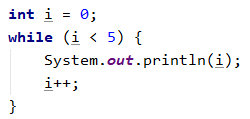 int i = 0;
while (i < 5) {
    System.out.println(i);
    i++;
}